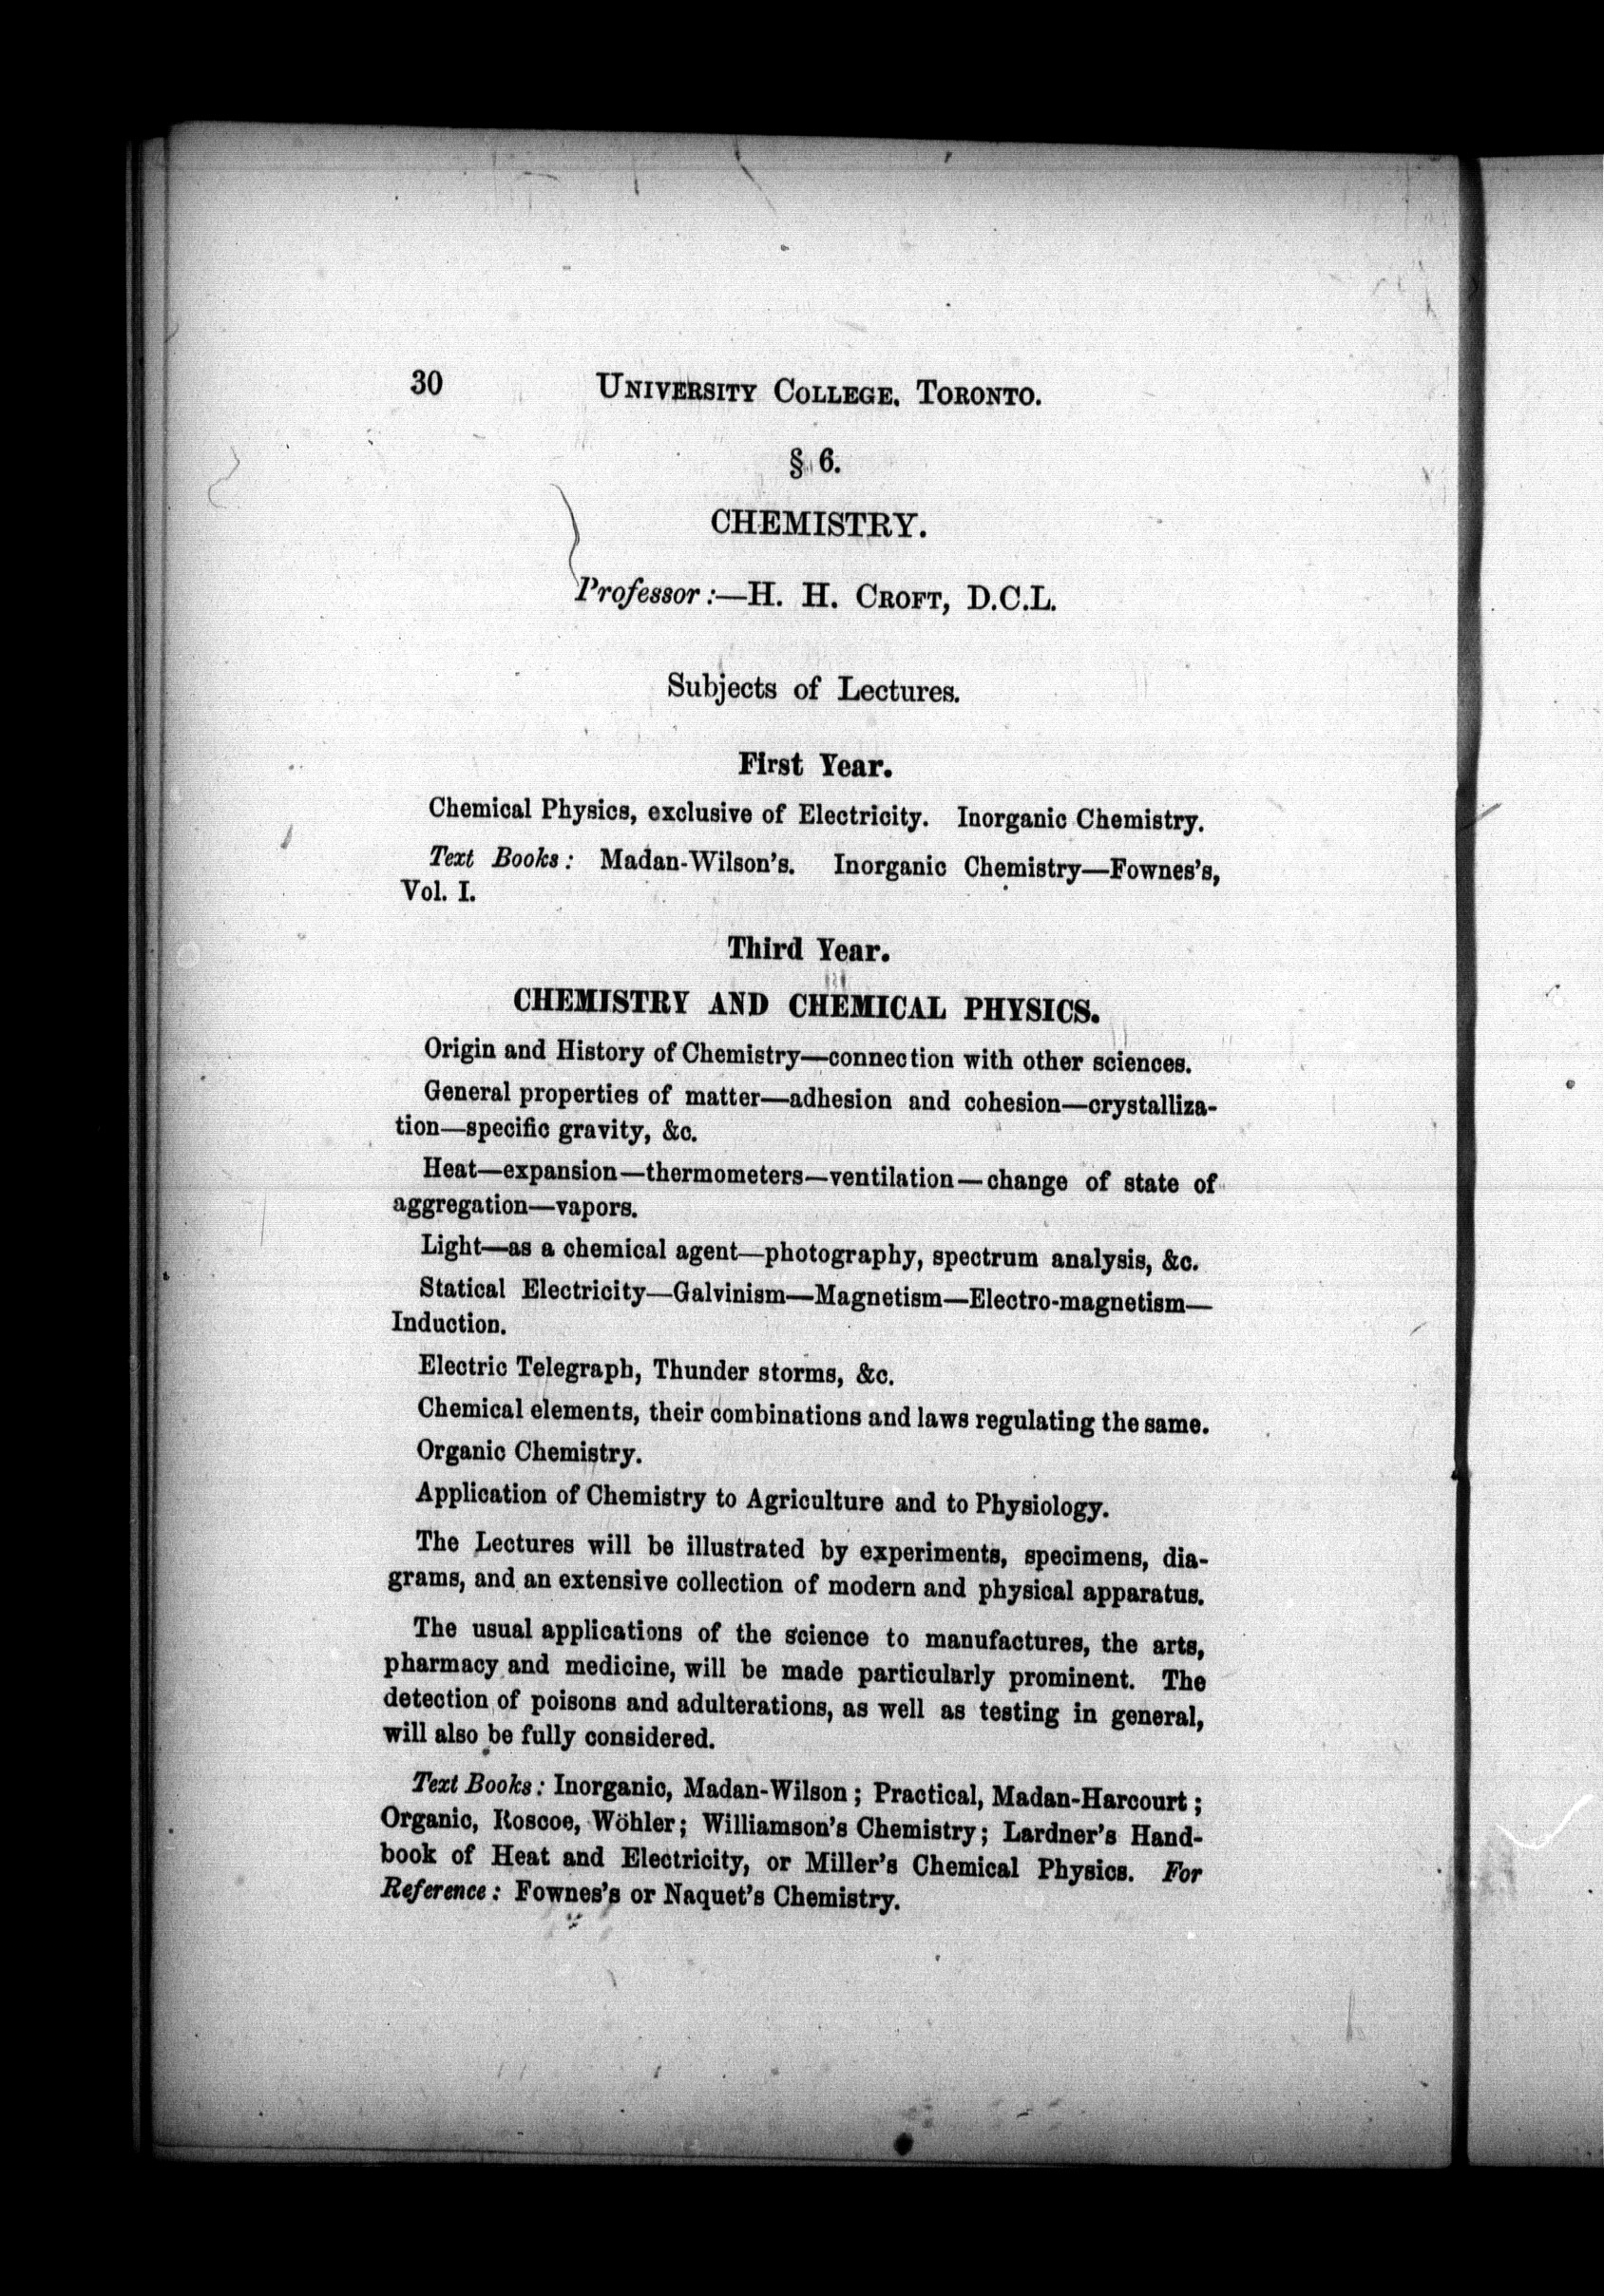 30 UNIVERSITY COLLEGE. TORONTO.
§ 6.
CHEMISTRY.
Professor:—H. H. CROFT, D.C.L.
Subjects of Lectures.
First Year.
Chemical Physics, exclusive of Electricity. Inorganic Chemistry.
Text Books: Madan-Wilson's. Inorganic Chemistry—Fownes's,
Vol. I.
Third Year.
CHEMISTRY AND CHEMICAL PHYSICS.
Origin and History of Chemistry—connection with other sciences.
General properties of matter—adhesion and cohesion—crystalliza-
tion—specific gravity, &c.
Heat—expansion—thermometers—ventilation—change of state of
aggregation—vapors.
Light—as a chemical agent—photography, spectrum analysis, &c.
Statical Electricity—Galvinism—Magnetism—Electro-magnetism—
Induction.
Electric Telegraph, Thunder storms, &c.
Chemical elements, their combinations and laws regulating the same.
Organic Chemistry.
Application of Chemistry to Agriculture and to Physiology.
The Lectures will be illustrated by experiments, specimens, dia-
grams, and an extensive collection of modern and physical apparatus.
The usual applications of the science to manufactures, the arts,
pharmacy and medicine, will be made particularly prominent. The
detection of poisons and adulterations, as well as testing in general,
will also be fully considered.
Text Books: Inorganic, Madan-Wilson; Practical, Madan-Harcourt;
Organic, Roscoe, Wöhler; Williamson's Chemistry; Lardner's Hand-
book of Heat and Electricity, or Miller's Chemical Physics. For
Reference: Fownes's or Naquet's Chemistry.